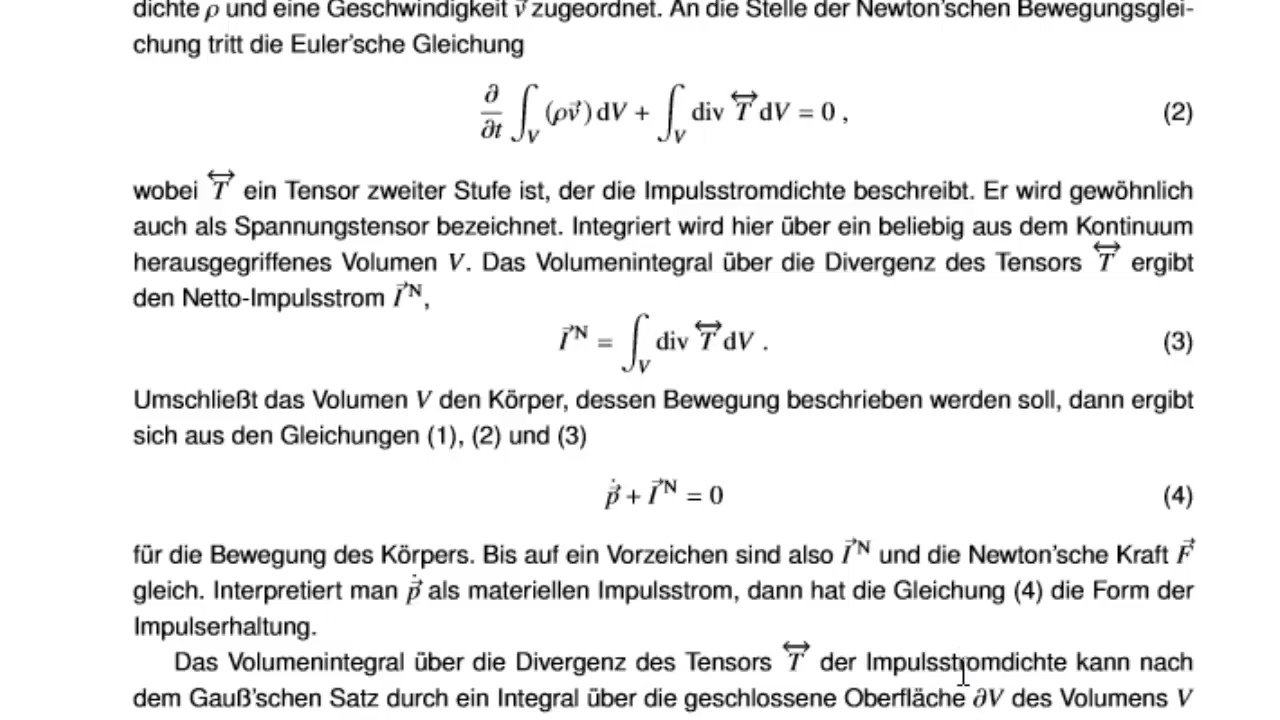 dichte ρ und eine Geschwindigkeit v⃗ zugeordnet. An die Stelle der Newton'schen Bewegungsglei-
chung tritt die Euler'sche Gleichung
∂/∂t ∫_V (ρv⃗) dV + ∫_V div T⃡ dV = 0 , (2)
wobei T⃡ ein Tensor zweiter Stufe ist, der die Impulsstromdichte beschreibt. Er wird gewöhnlich
auch als Spannungstensor bezeichnet. Integriert wird hier über ein beliebig aus dem Kontinuum
herausgegriffenes Volumen V. Das Volumenintegral über die Divergenz des Tensors T⃡ ergibt
den Netto-Impulsstrom I⃗^N,
I⃗^N = ∫_V div T⃡ dV . (3)
Umschließt das Volumen V den Körper, dessen Bewegung beschrieben werden soll, dann ergibt
sich aus den Gleichungen (1), (2) und (3)
ṗ⃗ + I⃗^N = 0 (4)
für die Bewegung des Körpers. Bis auf ein Vorzeichen sind also I⃗^N und die Newton'sche Kraft F⃗
gleich. Interpretiert man ṗ⃗ als materiellen Impulsstrom, dann hat die Gleichung (4) die Form der
Impulserhaltung.
Das Volumenintegral über die Divergenz des Tensors T⃡ der Impulsstromdichte kann nach
dem Gauß'schen Satz durch ein Integral über die geschlossene Oberfläche ∂V des Volumens V